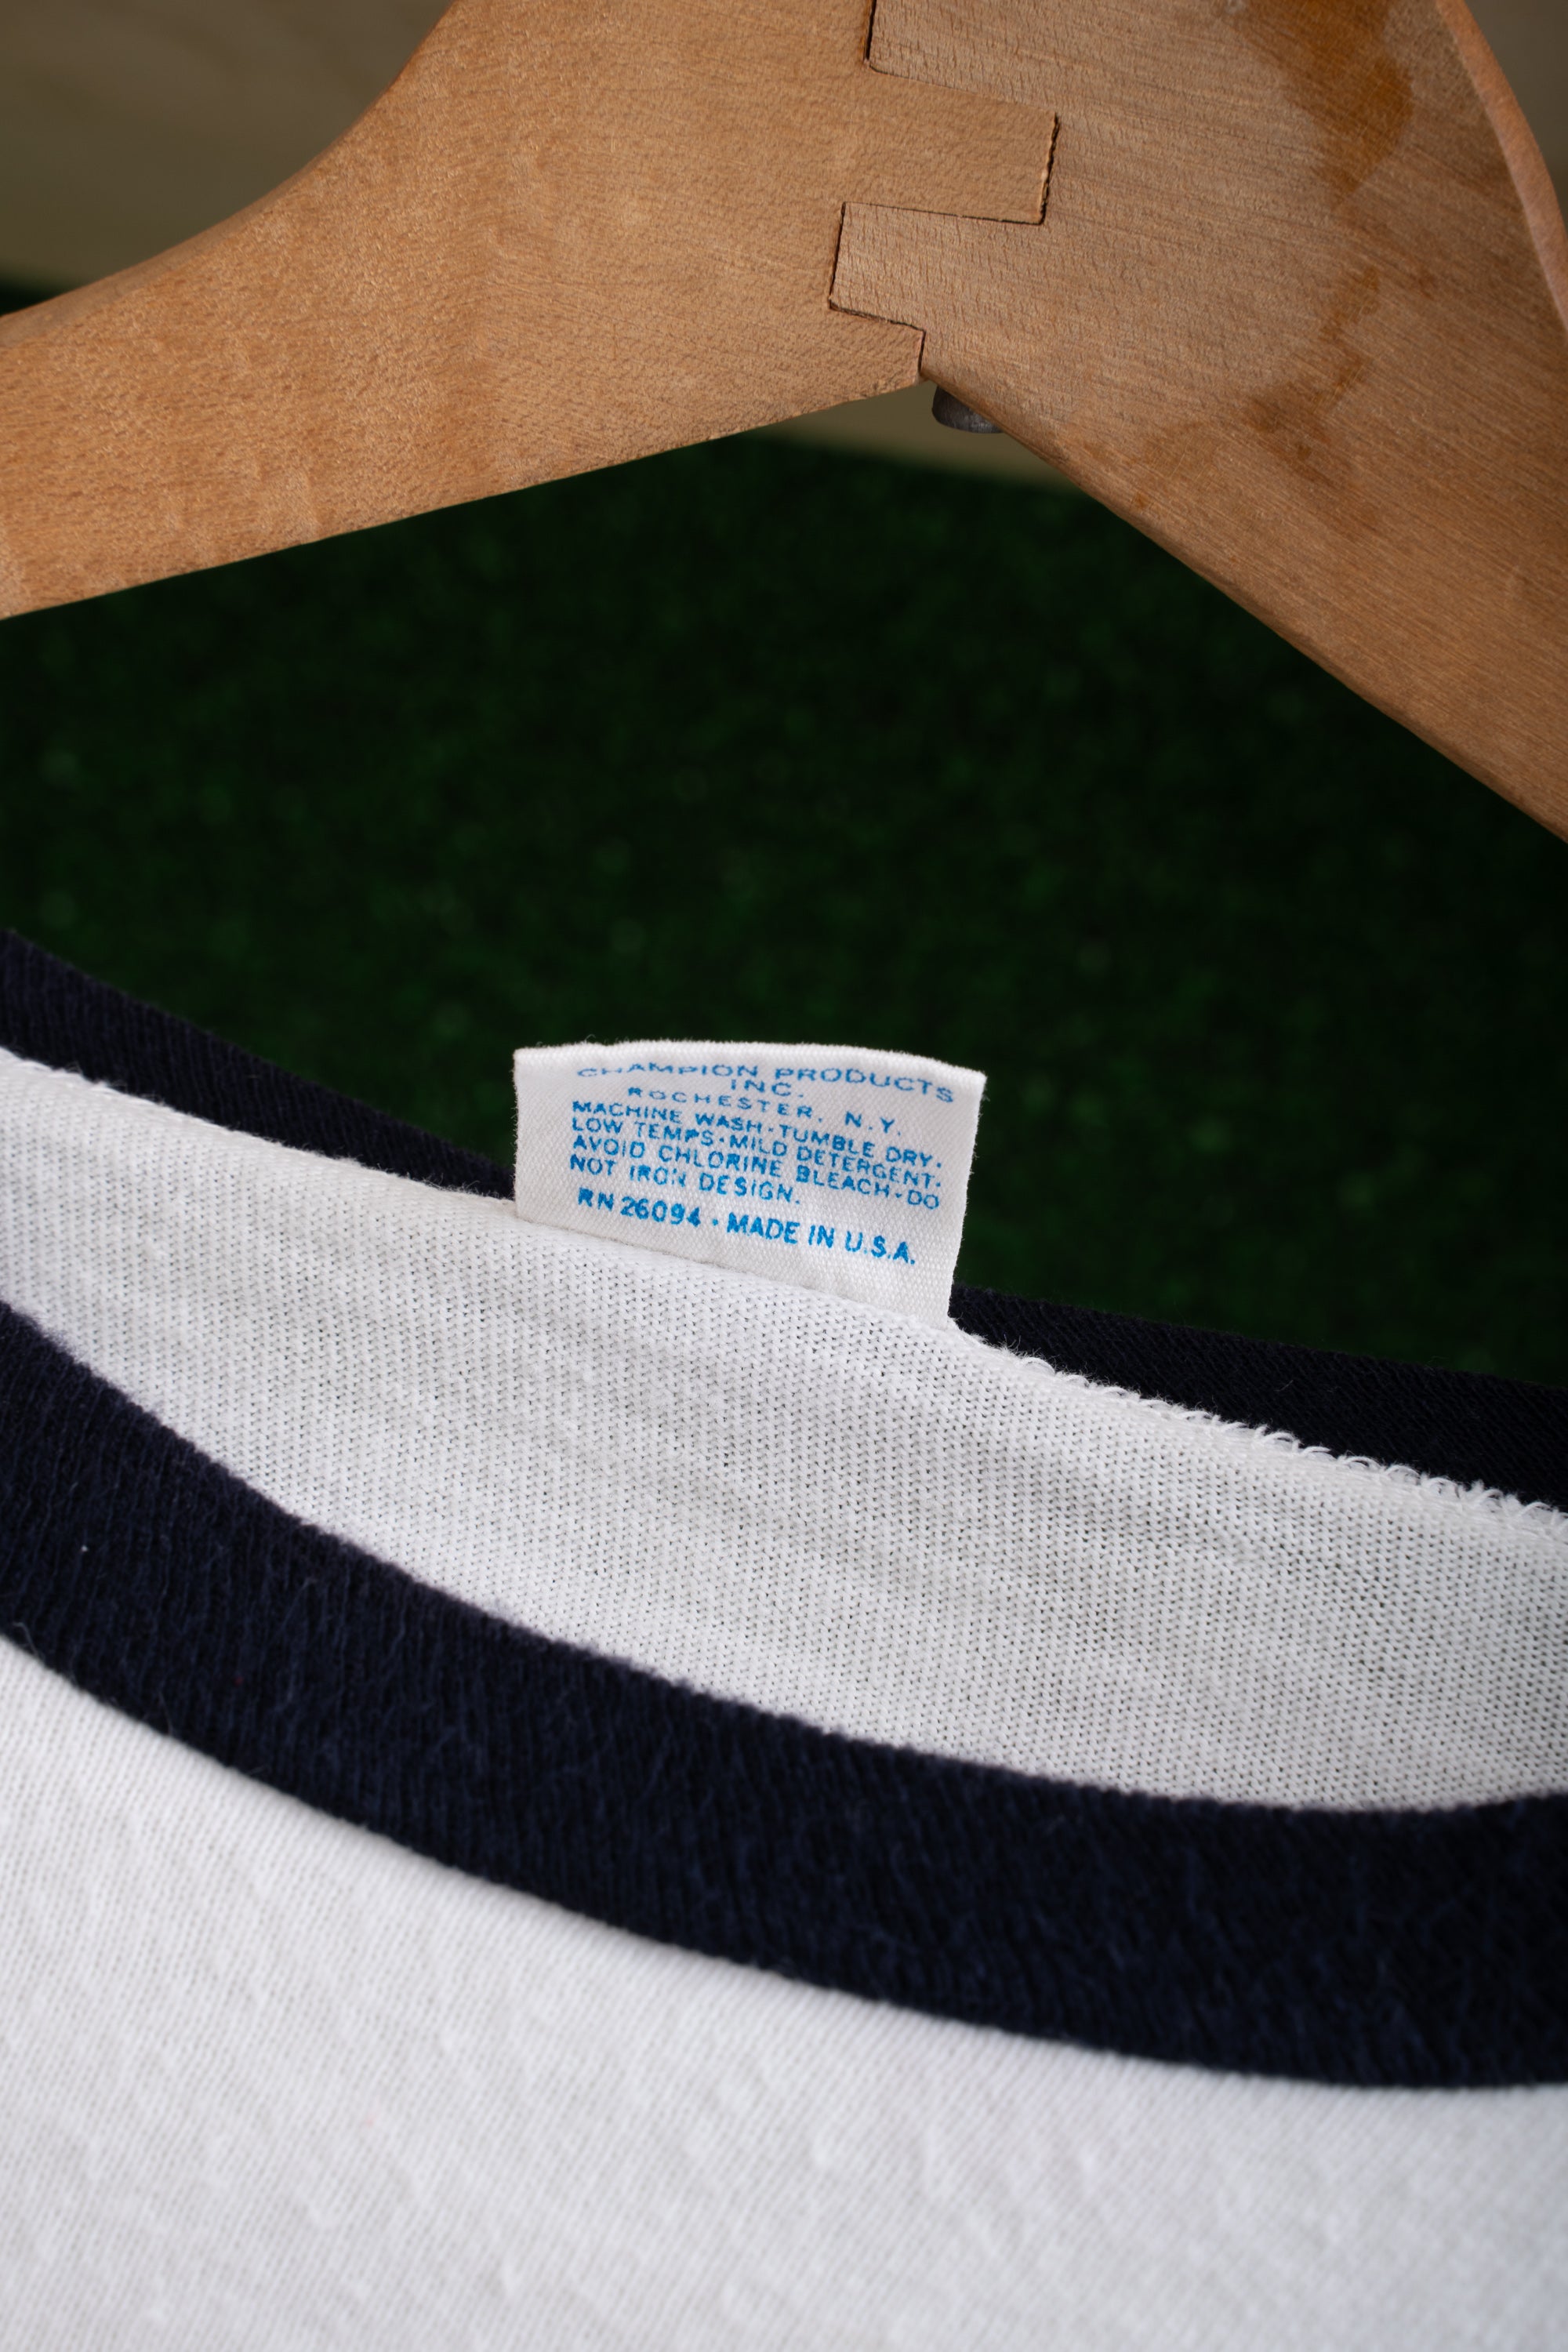 CHAMPION PRODUCTS
INC.
ROCHESTER, N.Y.
MACHINE WASH·TUMBLE DRY.
LOW TEMPS·MILD DETERGENT.
AVOID CHLORINE BLEACH-DO
NOT IRON DESIGN.
RN 26094 · MADE IN U.S.A.